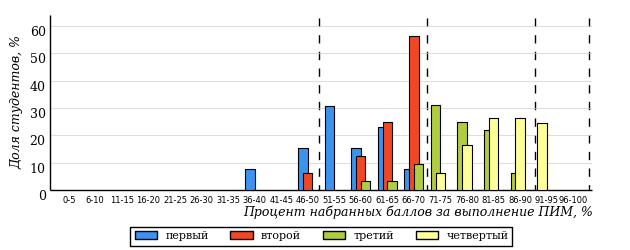 Доля студентов, %
60
50
40
30
20
10
0
0-5 6-10 11-15 16-20 21-25 26-30 31-35 36-40 41-45 46-50 51-55 56-60 61-65 66-70 71-75 76-80 81-85 86-90 91-95 96-100
Процент набранных баллов за выполнение ПИМ, %
первый второй третий четвертый